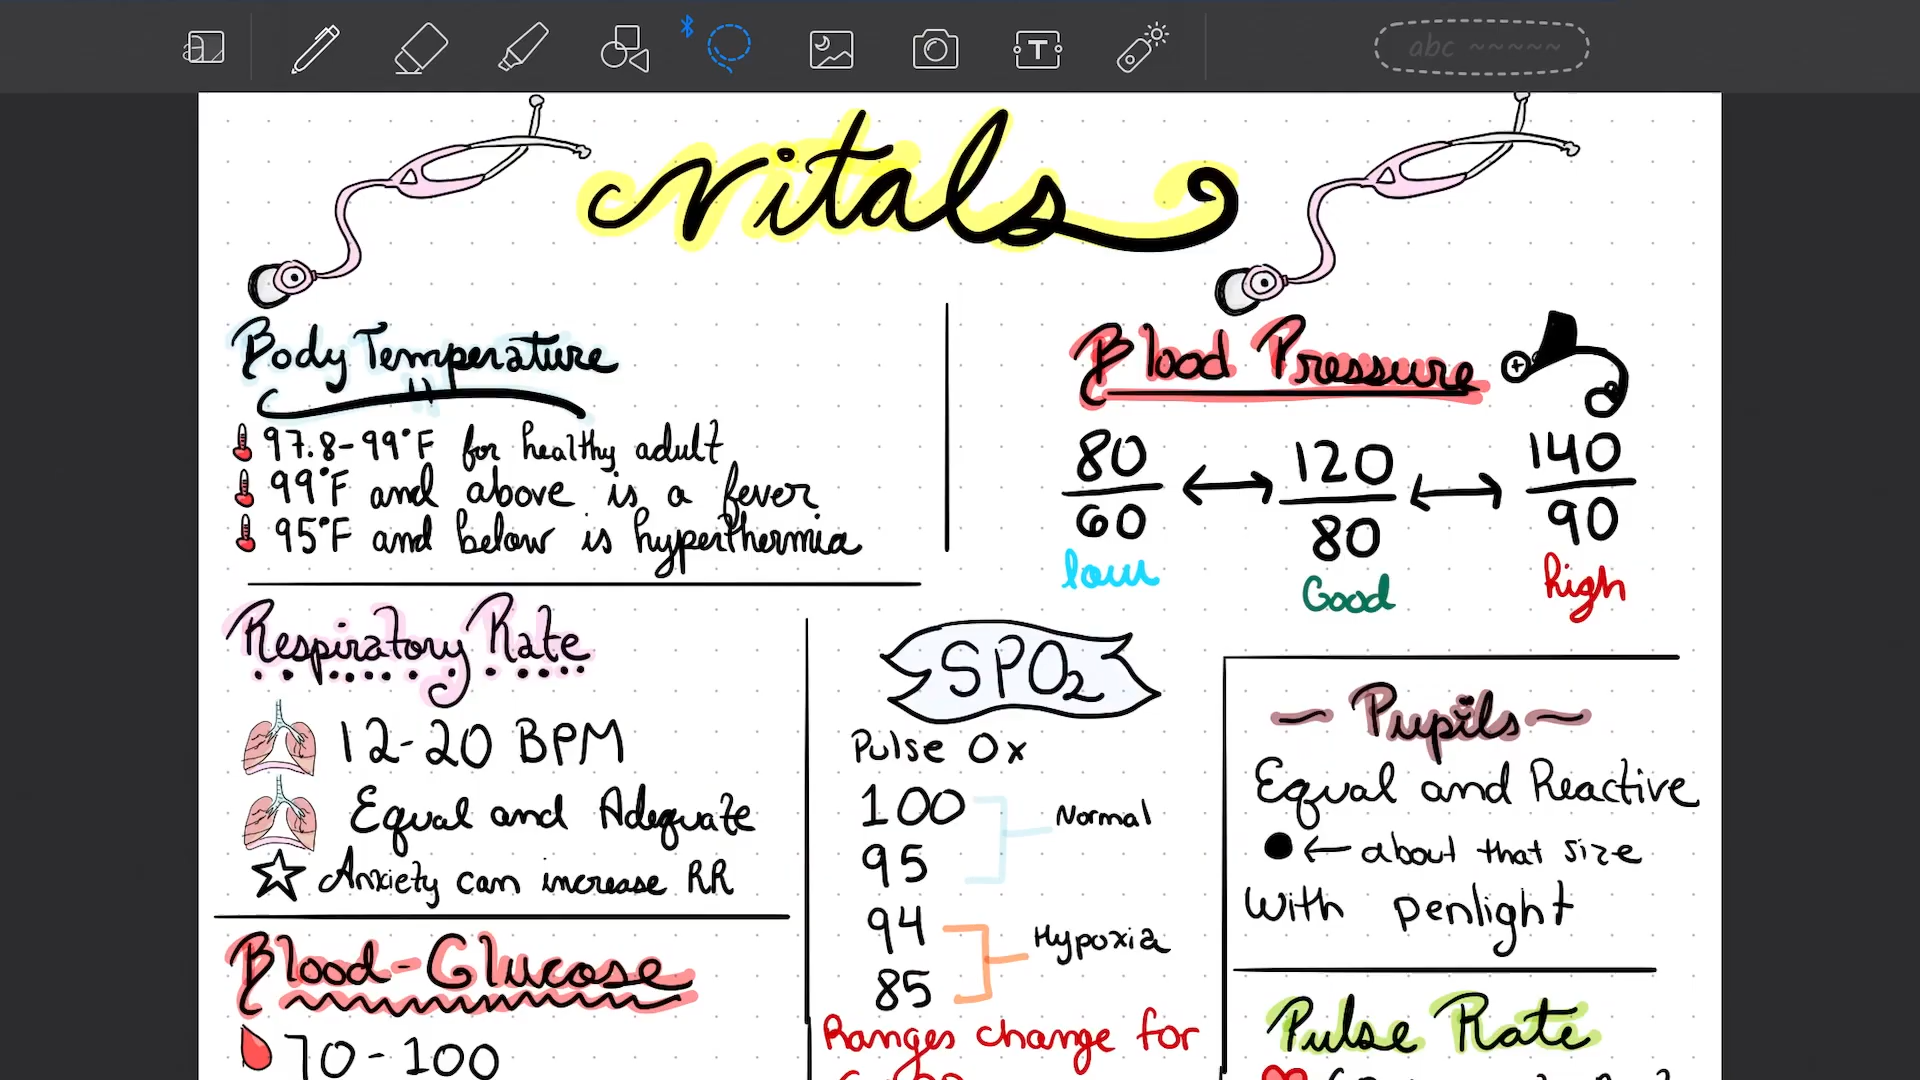 abc
Vitals
Body Temperature
97.8-99°F for healthy adult
99°F and above is a fever
95°F and below is hyperthermia
Blood Pressure
80/60 ↔ 120/80 ↔ 140/90
low Good high
Respiratory Rate
12-20 BPM
Equal and Adequate
Anxiety can increase RR
Blood-Glucose
70-100
SPO2
Pulse Ox
100
Normal
95
94
Hypoxia
85
Ranges change for
Pupils
Equal and Reactive
← about that size
with penlight
Pulse Rate